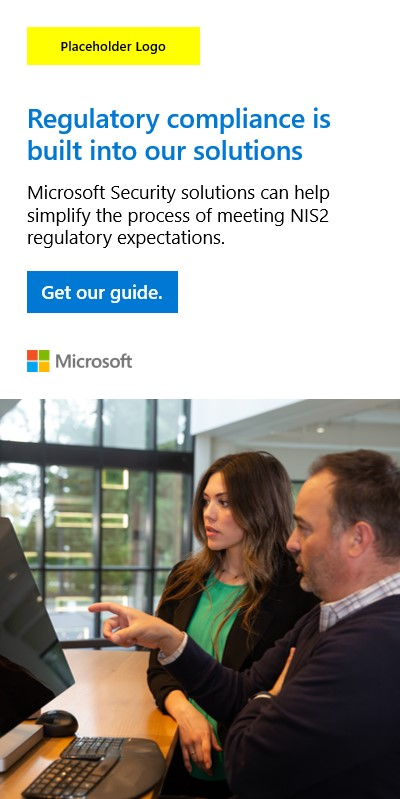 Placeholder Logo
Regulatory compliance is
built into our solutions
Microsoft Security solutions can help
simplify the process of meeting NIS2
regulatory expectations.
Get our guide.
Microsoft